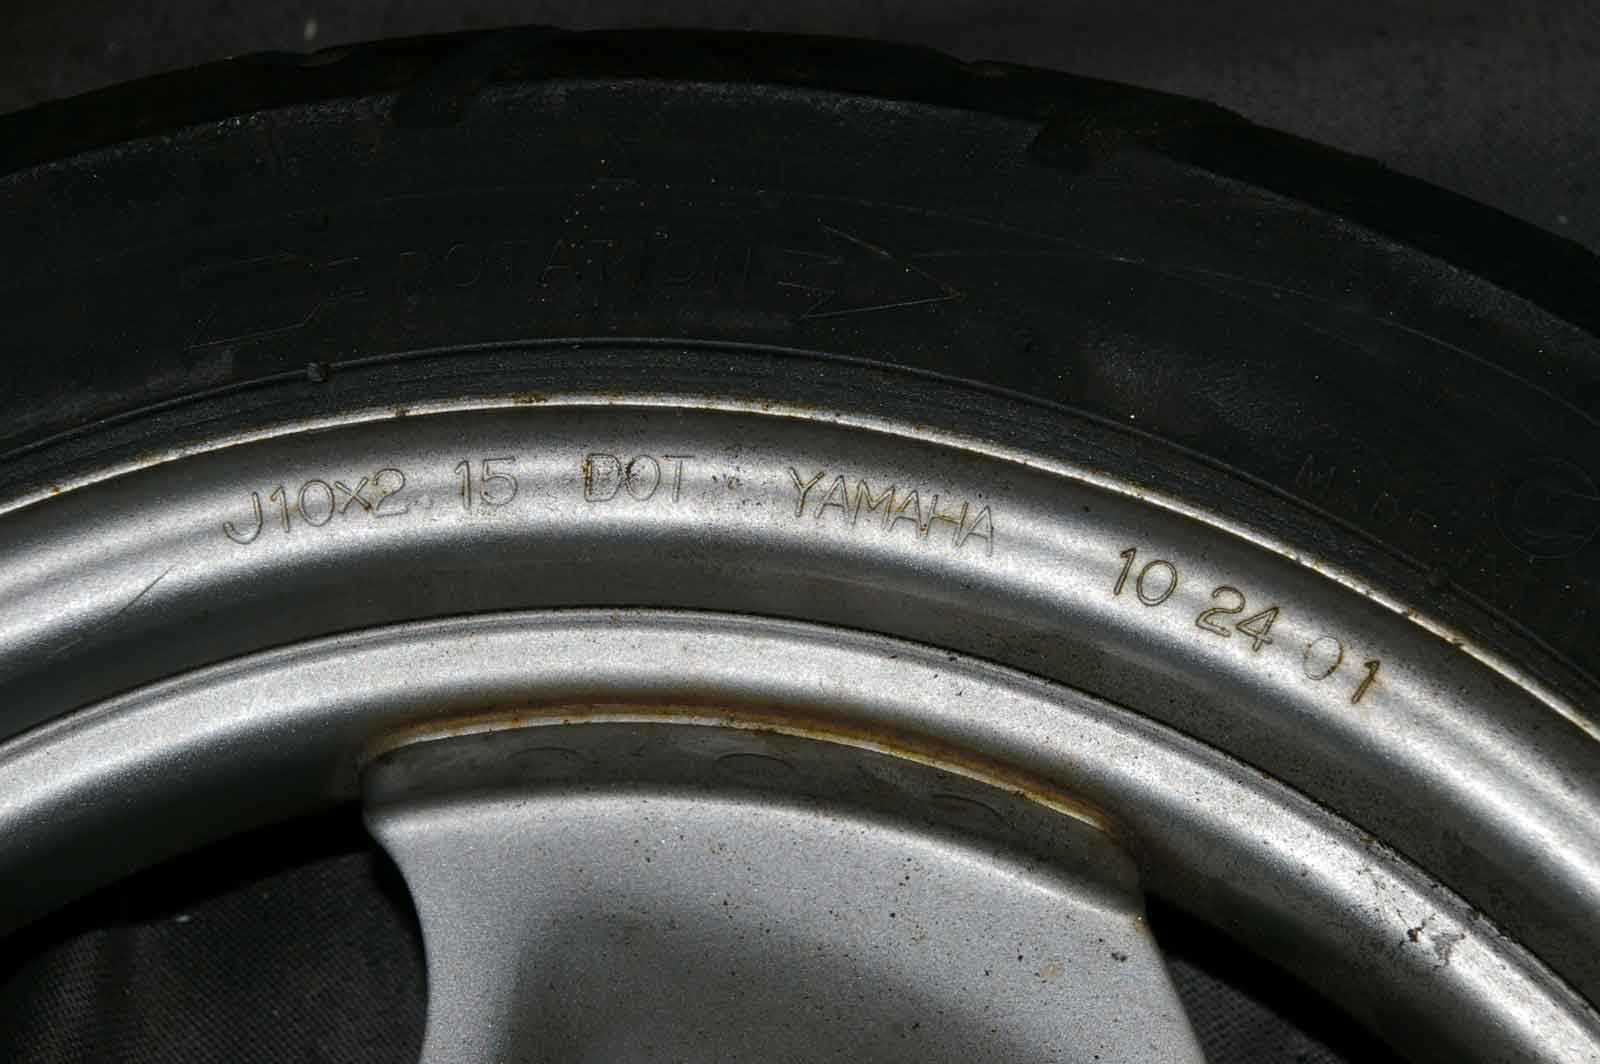 ROTATION
J10x2.15 DOT YAMAHA 10 24 01